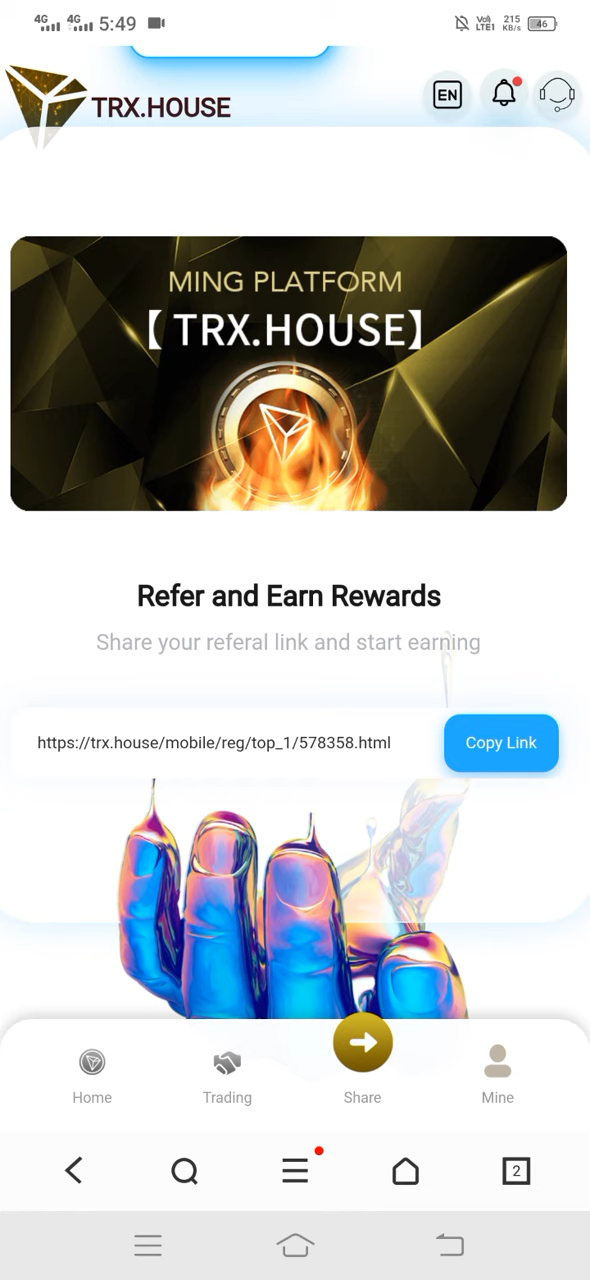 4G 4G 5:49 Vo) LTE1 215 KB/s 46
TRX.HOUSE
EN
MING PLATFORM
【TRX.HOUSE】
Refer and Earn Rewards
Share your referal link and start earning
https://trx.house/mobile/reg/top_1/578358.html
Copy Link
Home Trading Share Mine
2